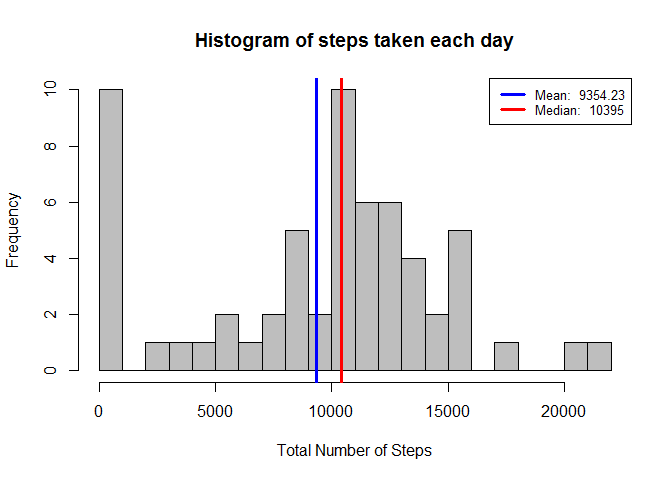 Histogram of steps taken each day
Mean:  9354.23
Median:  10395
Frequency
10
8
6
4
2
0
0
5000
10000
15000
20000
Total Number of Steps